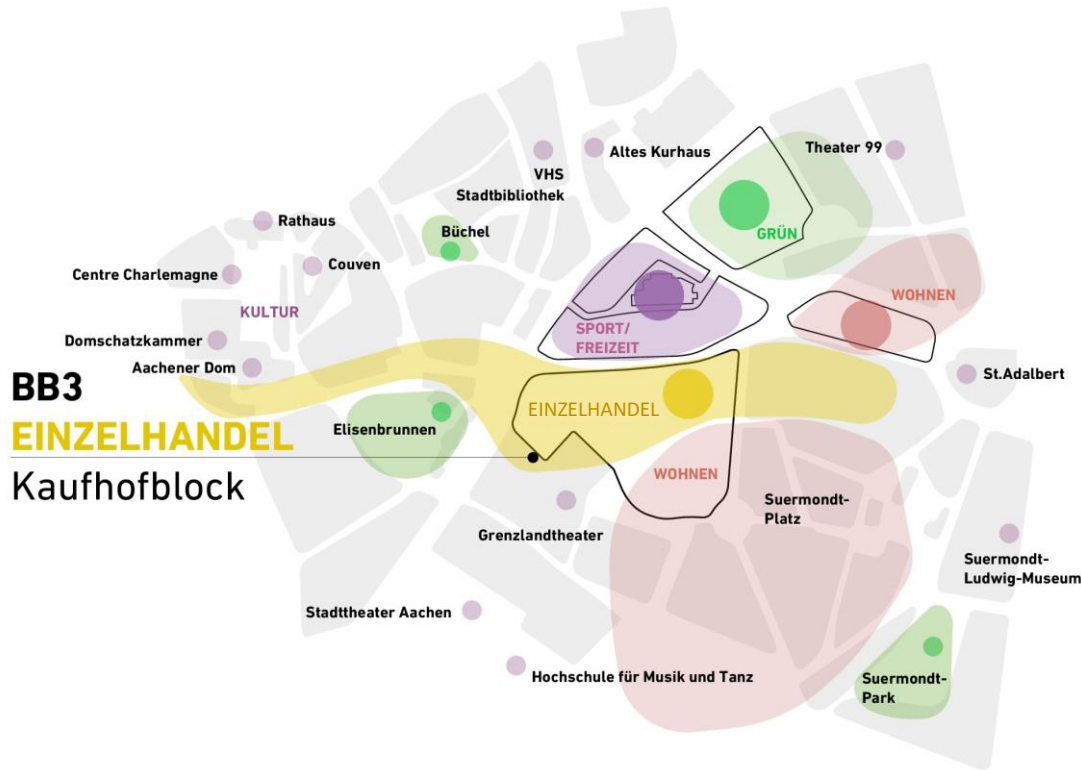 Altes Kurhaus
Theater 99
VHS
Stadtbibliothek
Rathaus
Büchel
GRÜN
Couven
Centre Charlemagne
WOHNEN
KULTUR
SPORT/
FREIZEIT
Domschatzkammer
Aachener Dom
St.Adalbert
BB3
EINZELHANDEL
Kaufhofblock
EINZELHANDEL
Elisenbrunnen
WOHNEN
Suermondt-
Platz
Grenzlandtheater
Suermondt-
Ludwig-Museum
Stadttheater Aachen
Hochschule für Musik und Tanz
Suermondt-
Park